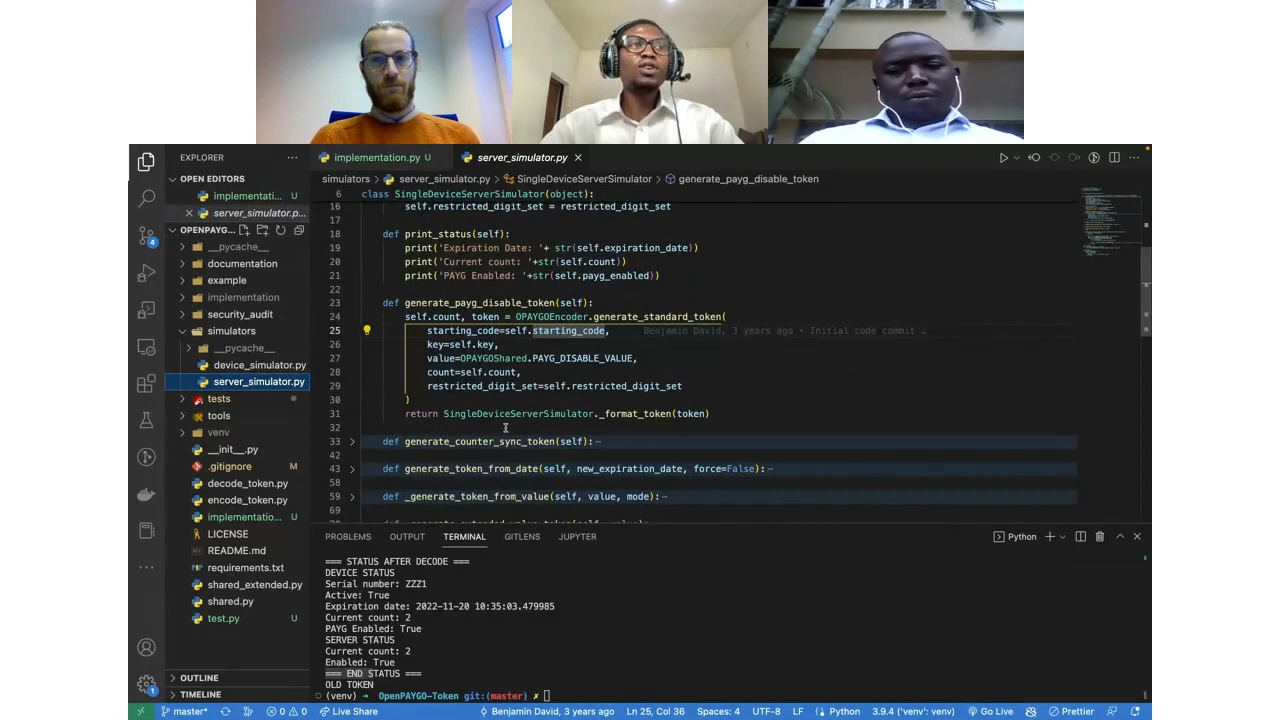 EXPLORER
implementation.py U
server_simulator.py
OPEN EDITORS
implementati... U
server_simulator.p...
OPENPAYG...
__pycache__
documentation
example
implementation
security_audit
simulators
__pycache__
device_simulator.py
server_simulator.py
tests
tools
venv
__init__.py
.gitignore M
decode_token.py
encode_token.py
implementatio... U
LICENSE
README.md
requirements.txt
shared_extended.py
shared.py
test.py U
OUTLINE
TIMELINE
4
1
simulators > server_simulator.py > SingleDeviceServerSimulator > generate_payg_disable_token
6 class SingleDeviceServerSimulator(object):
16 self.restricted_digit_set = restricted_digit_set
17
18 def print_status(self):
19 print('Expiration Date: '+ str(self.expiration_date))
20 print('Current count: '+str(self.count))
21 print('PAYG Enabled: '+str(self.payg_enabled))
22
23 def generate_payg_disable_token(self):
24 self.count, token = OPAYGOEncoder.generate_standard_token(
25 starting_code=self.starting_code, Benjamin David, 3 years ago • Initial code commit …
26 key=self.key,
27 value=OPAYGOShared.PAYG_DISABLE_VALUE,
28 count=self.count,
29 restricted_digit_set=self.restricted_digit_set
30 )
31 return SingleDeviceServerSimulator._format_token(token)
32
33 def generate_counter_sync_token(self):
42
43 def generate_token_from_date(self, new_expiration_date, force=False):
58
59 def _generate_token_from_value(self, value, mode):
69
PROBLEMS OUTPUT TERMINAL GITLENS JUPYTER
Python
=== STATUS AFTER DECODE ===
DEVICE STATUS
Serial number: ZZZ1
Active: True
Expiration date: 2022-11-20 10:35:03.479985
Current count: 2
PAYG Enabled: True
SERVER STATUS
Current count: 2
Enabled: True
=== END STATUS ===
OLD TOKEN
(venv) → OpenPAYGO-Token git:(master) ✗
master* 0 0 Live Share Benjamin David, 3 years ago Ln 25, Col 36 Spaces: 4 UTF-8 LF Python 3.9.4 ('venv': venv) Go Live Prettier